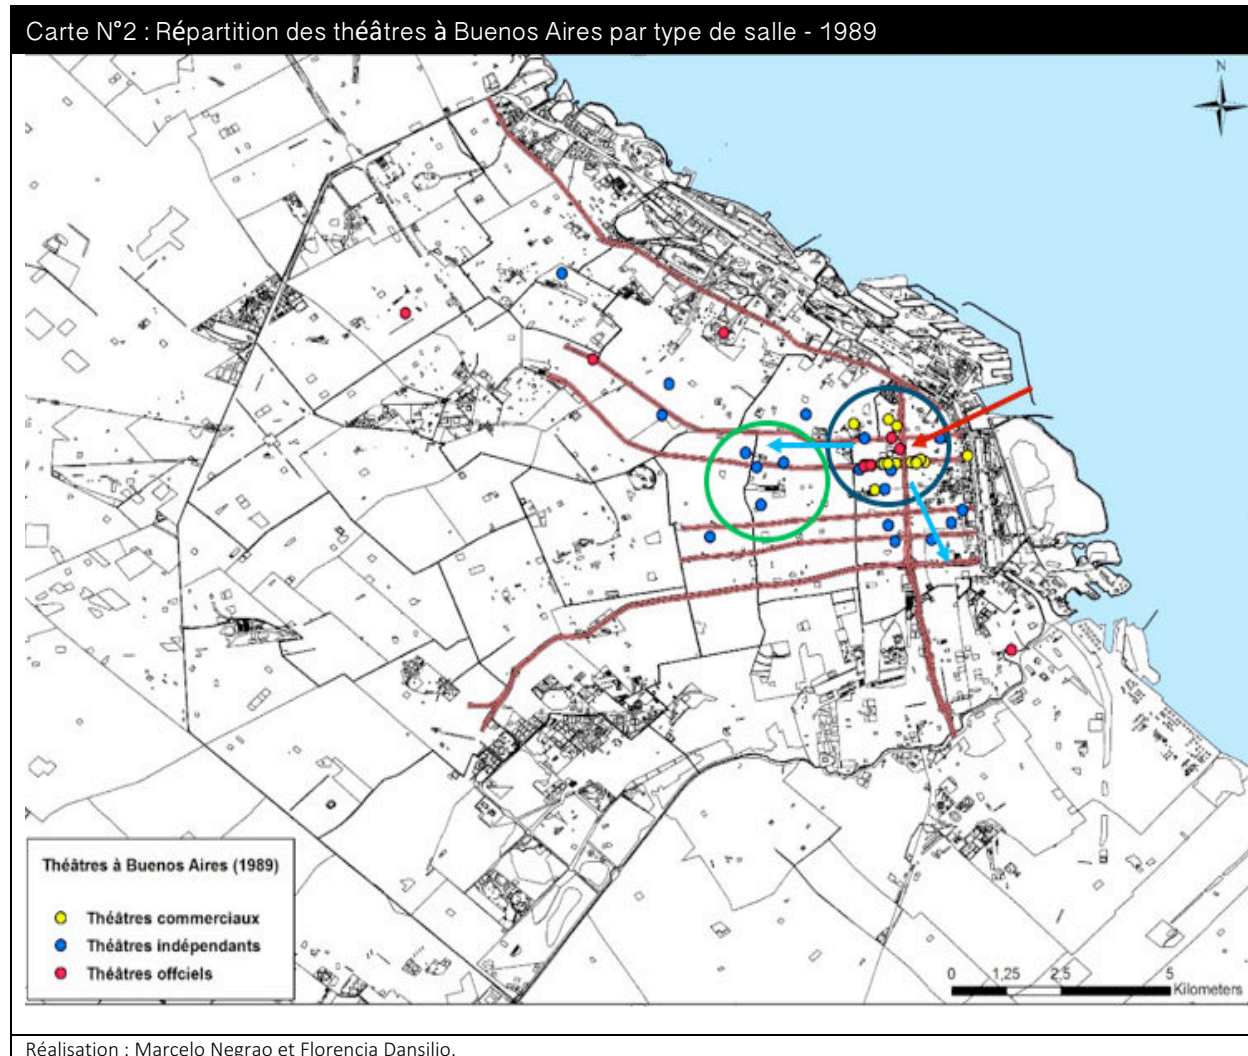 Carte N°2 : Répartition des théâtres à Buenos Aires par type de salle - 1989
N
Théâtres à Buenos Aires (1989)
Théâtres commerciaux
Théâtres indépendants
Théâtres offciels
0 1,25 2,5 5
Kilometers
Réalisation : Marcelo Negrao et Florencia Dansilio.